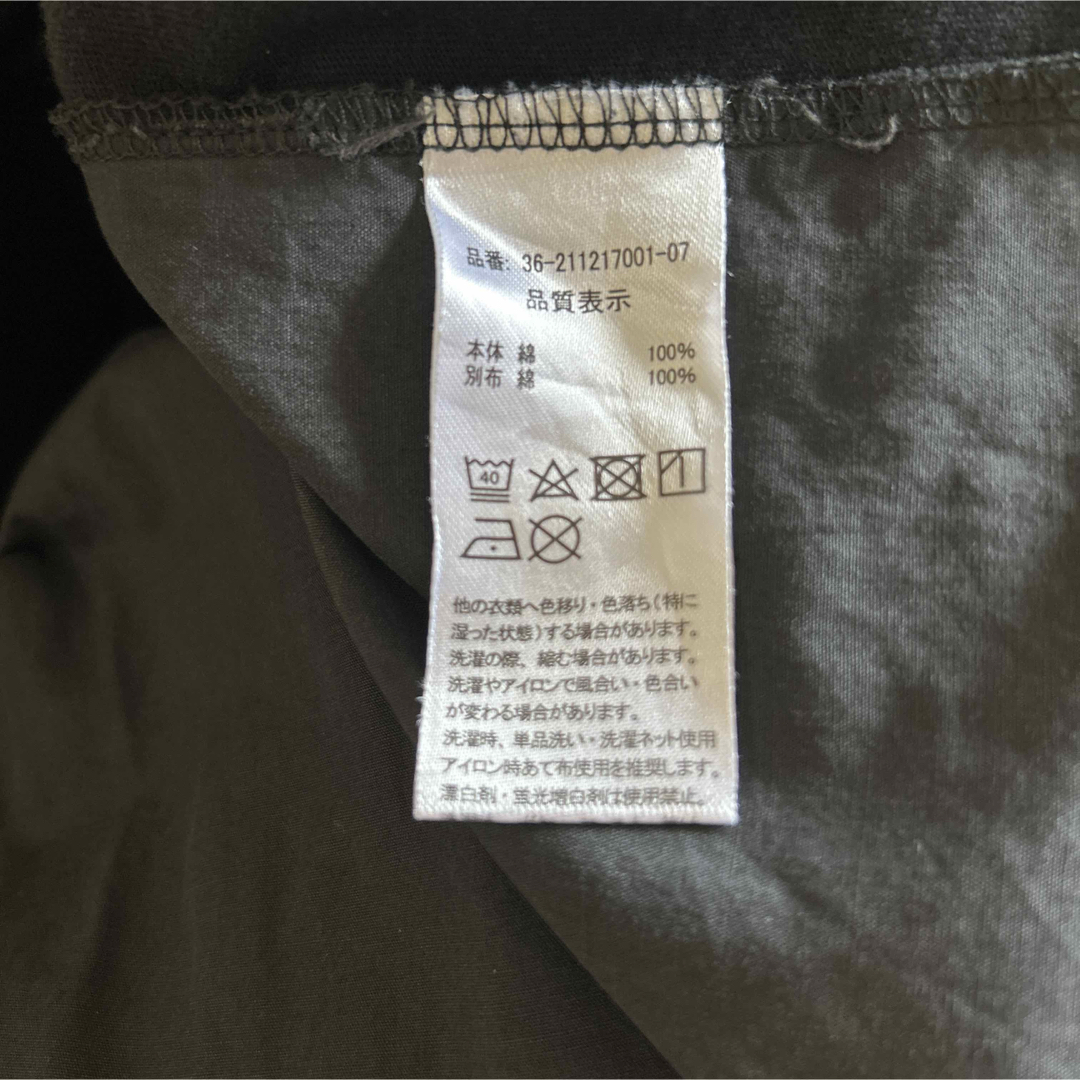 品番: 36-211217001-07
品質表示
本体 綿 100%
別布 綿 100%
40
他の衣類へ色移り・色落ち(特に
湿った状態)する場合があります。
洗濯の際、縮む場合があります。
洗濯やアイロンで風合い・色合い
が変わる場合があります。
洗濯時、単品洗い・洗濯ネット使用
アイロン時あて布使用を推奨します。
漂白剤・蛍光増白剤は使用禁止。